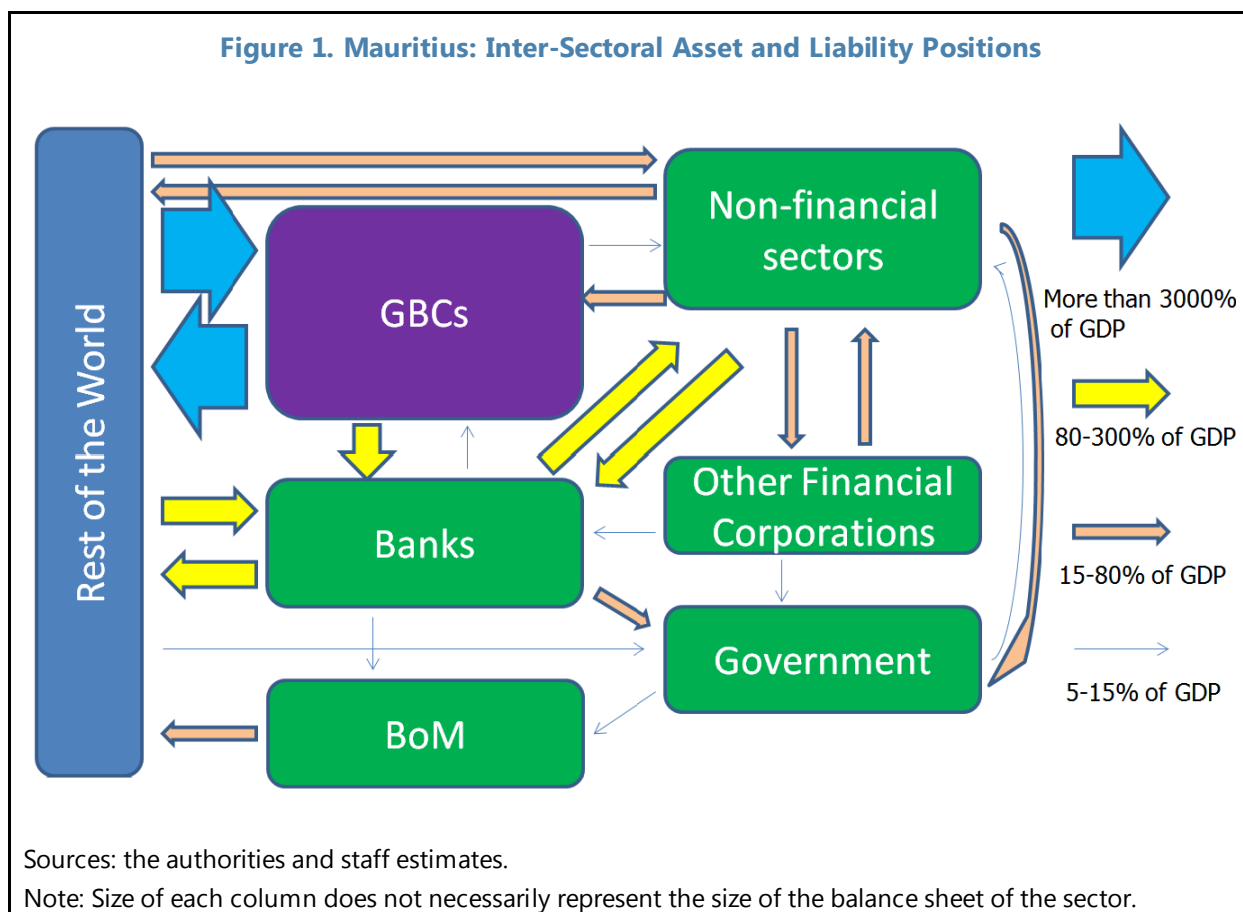 Figure 1. Mauritius: Inter-Sectoral Asset and Liability Positions
Rest of the World
GBCs
Non-financial
sectors
Banks
Other Financial
Corporations
BoM
Government
More than 3000%
of GDP
80-300% of GDP
15-80% of GDP
5-15% of GDP
Sources: the authorities and staff estimates.
Note: Size of each column does not necessarily represent the size of the balance sheet of the sector.